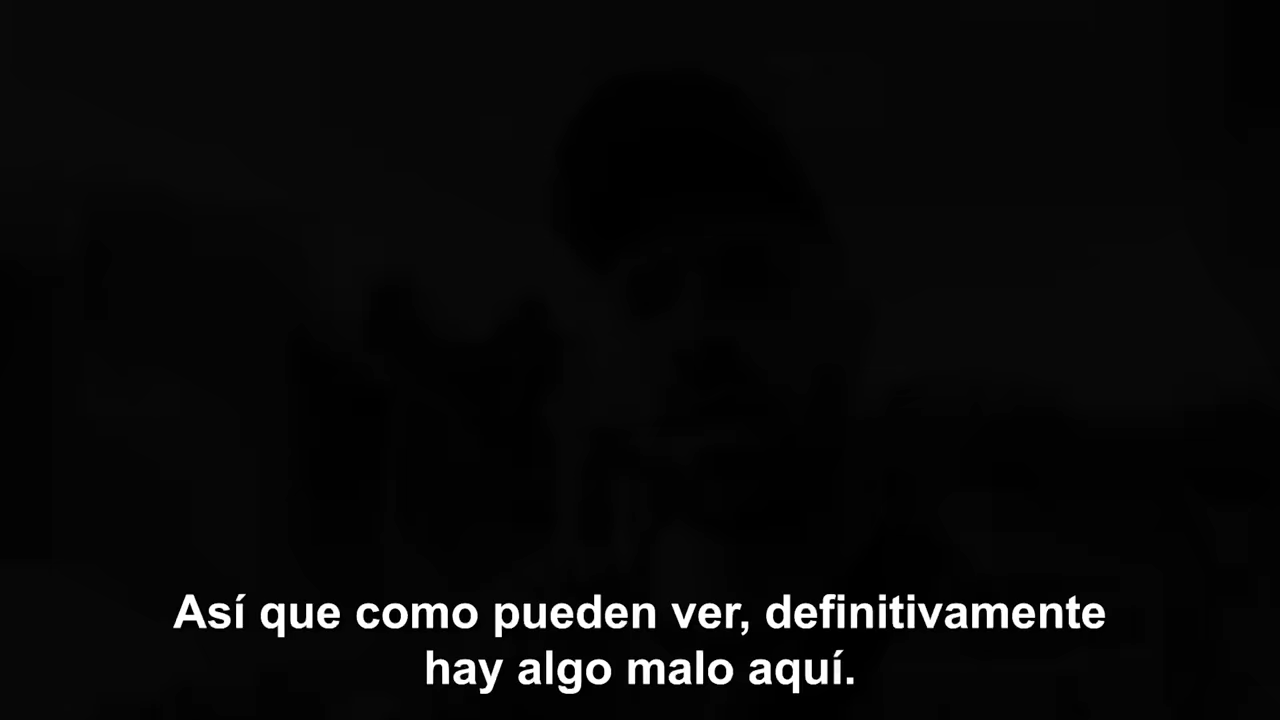 Así que como pueden ver, definitivamente
hay algo malo aquí.